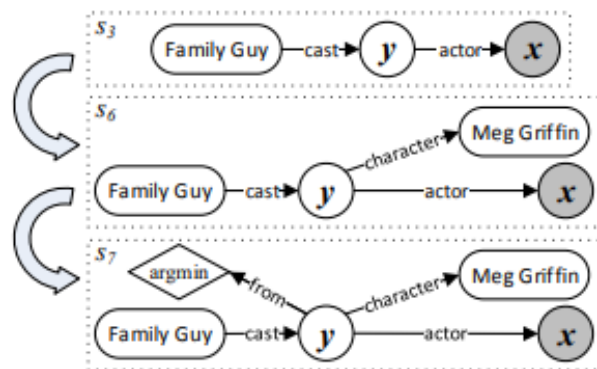 s3
Family Guy cast y actor x
s6
character Meg Griffin
Family Guy cast y actor x
s7
argmin from character Meg Griffin
Family Guy cast y actor x